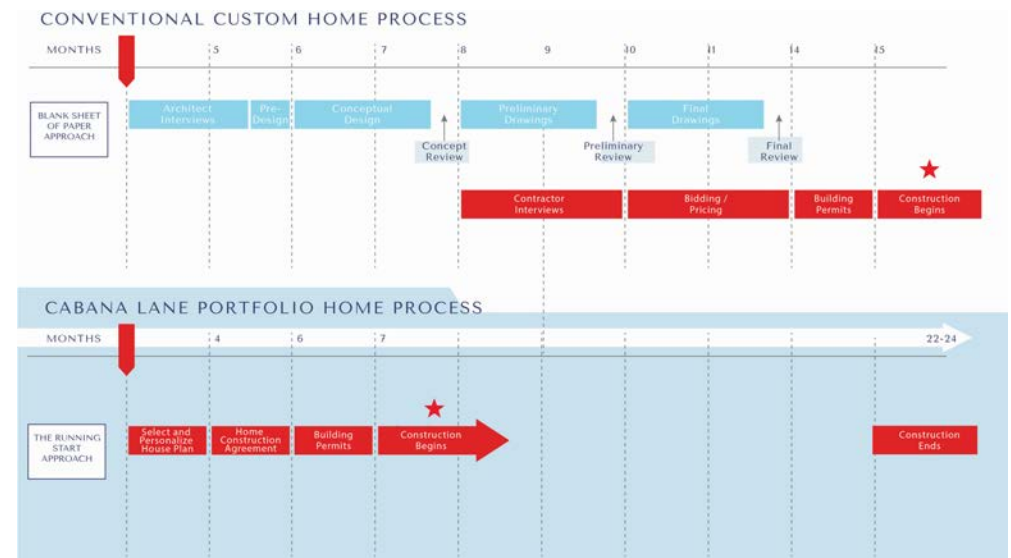 CONVENTIONAL CUSTOM HOME PROCESS
MONTHS 5 6 7 8 9 10 11 14 15
BLANK SHEET
OF PAPER
APPROACH
Architect
Interviews
Pre-
Design
Conceptual
Design
Preliminary
Drawings
Final
Drawings
Concept
Review
Preliminary
Review
Final
Review
Contractor
Interviews
Bidding /
Pricing
Building
Permits
Construction
Begins
CABANA LANE PORTFOLIO HOME PROCESS
MONTHS 4 6 7 22-24
THE RUNNING
START
APPROACH
Select and
Personalize
House Plan
Home
Construction
Agreement
Building
Permits
Construction
Begins
Construction
Ends